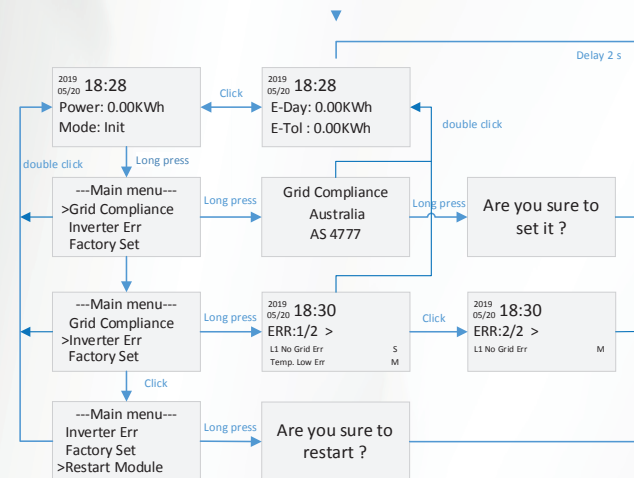 Delay 2 s
2019
05/20 18:28
Power: 0.00KWh
Mode: Init
Click
2019
05/20 18:28
E-Day: 0.00KWh
E-Tol : 0.00KWh
double click
double click
Long press
---Main menu---
>Grid Compliance
Inverter Err
Factory Set
Long press
Grid Compliance
Australia
AS 4777
Long press
Are you sure to
set it ?
---Main menu---
Grid Compliance
>Inverter Err
Factory Set
Long press
2019
05/20 18:30
ERR:1/2 >
L1 No Grid Err S
Temp. Low Err M
Click
2019
05/20 18:30
ERR:2/2 >
L1 No Grid Err M
Click
---Main menu---
Inverter Err
Factory Set
>Restart Module
Long press
Are you sure to
restart ?